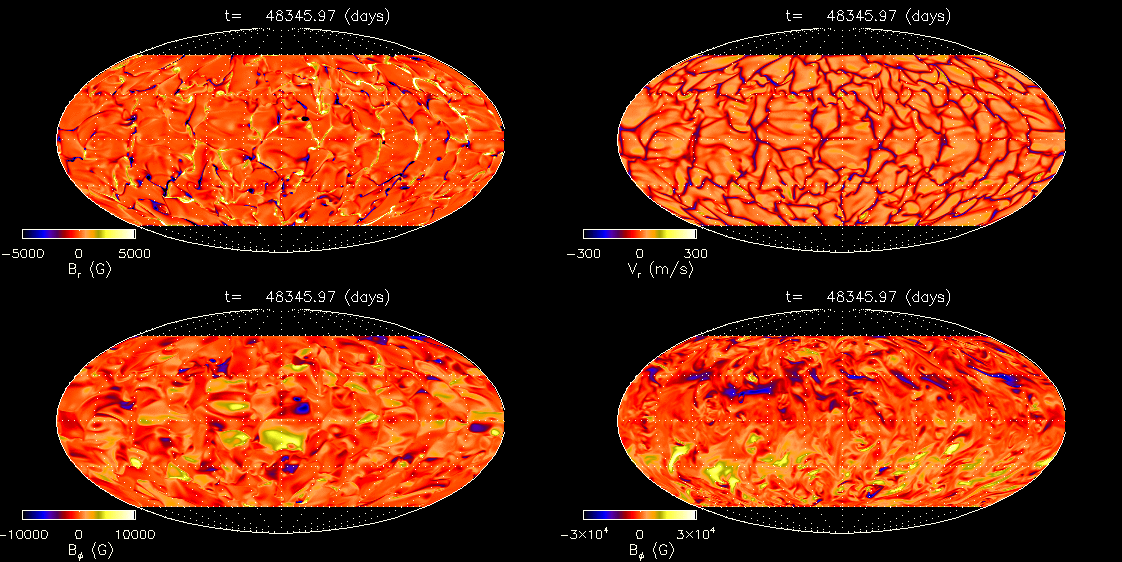 t= 48345.97 (days)
t= 48345.97 (days)
−5000 0 5000
B_r (G)
−300 0 300
V_r (m/s)
t= 48345.97 (days)
t= 48345.97 (days)
−10000 0 10000
B_φ (G)
−3×10⁴ 0 3×10⁴
B_φ (G)